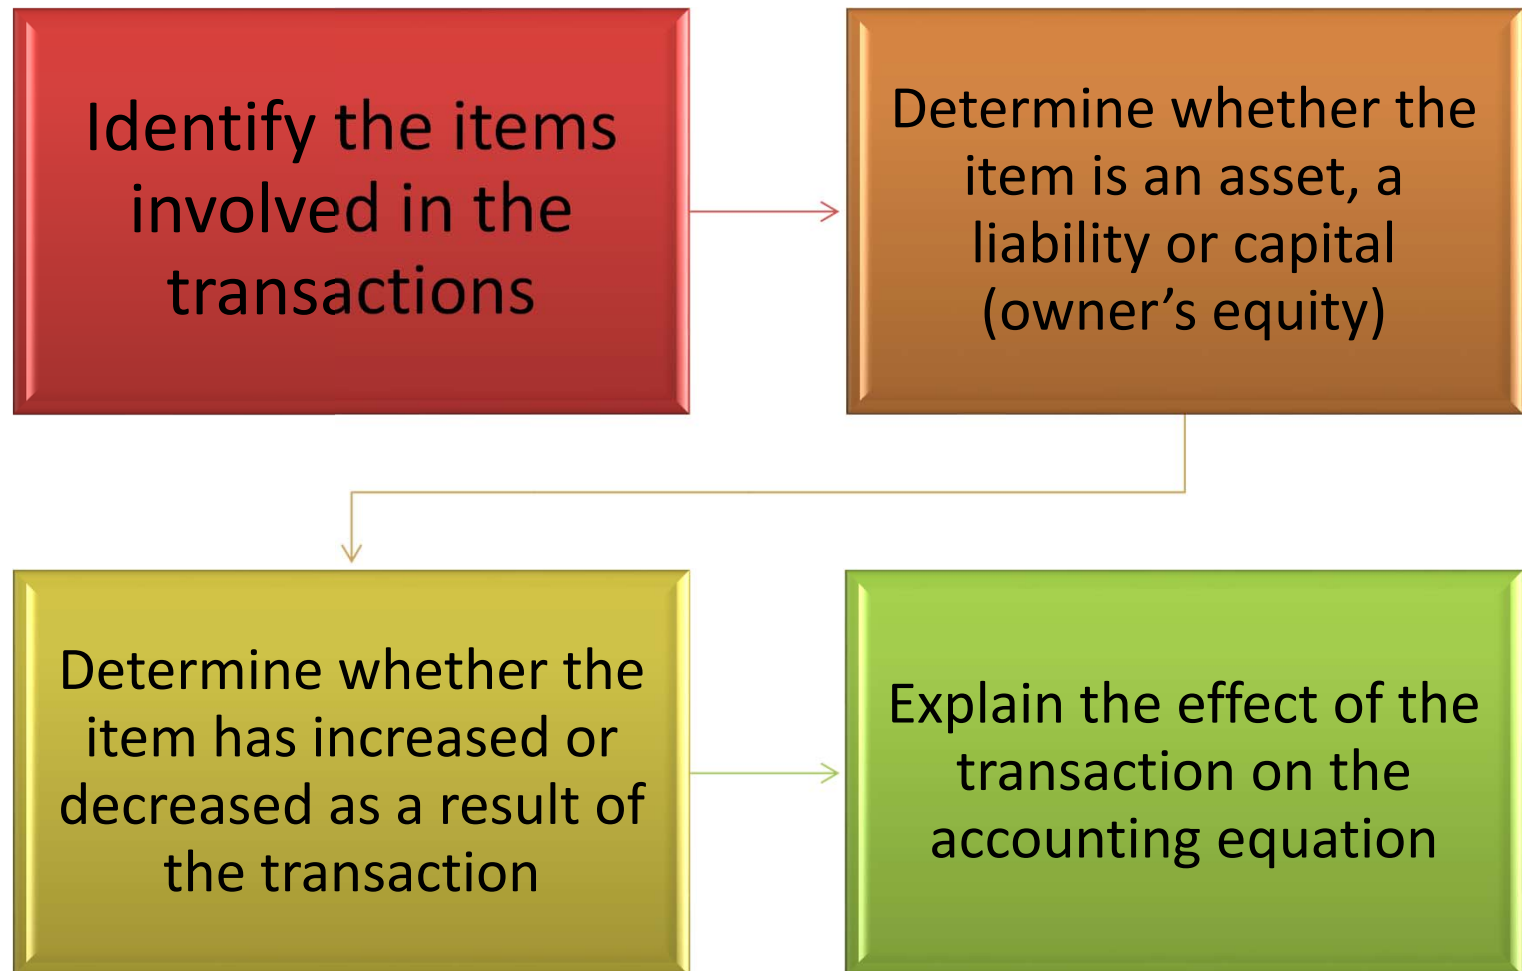 Identify the items
involved in the
transactions
Determine whether the
item is an asset, a
liability or capital
(owner’s equity)
Determine whether the
item has increased or
decreased as a result of
the transaction
Explain the effect of the
transaction on the
accounting equation